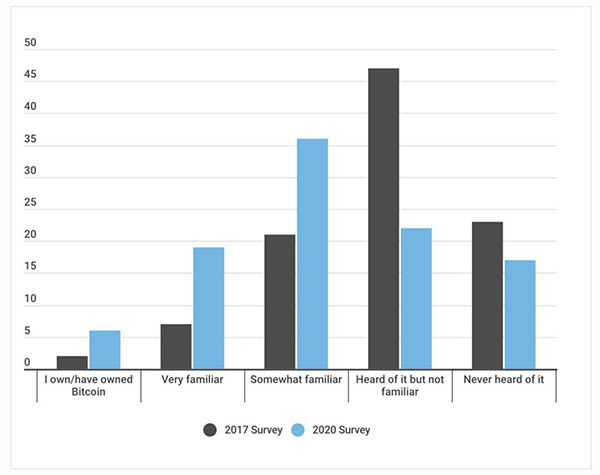 50
45
40
35
30
25
20
15
10
5
0
I own/have owned
Bitcoin
Very familiar
Somewhat familiar
Heard of it but not
familiar
Never heard of it
2017 Survey
2020 Survey